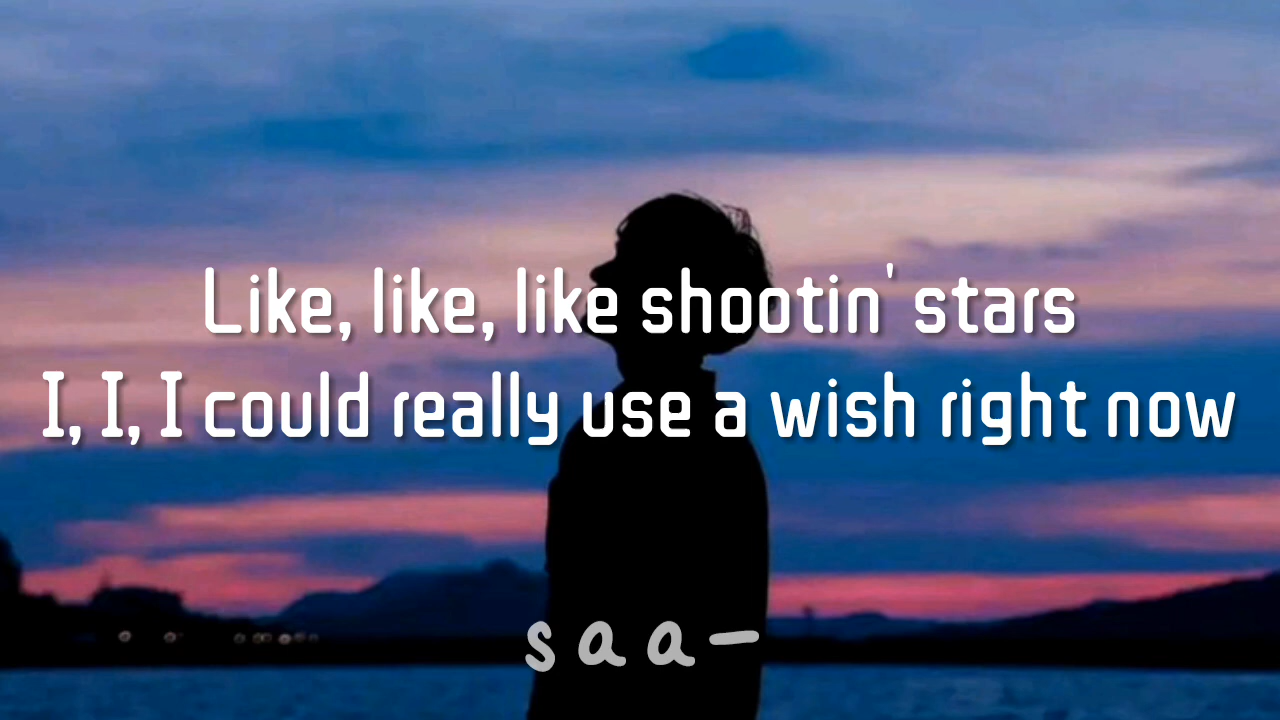 Like, like, like shootin' stars
I, I, I could really use a wish right now
saa-